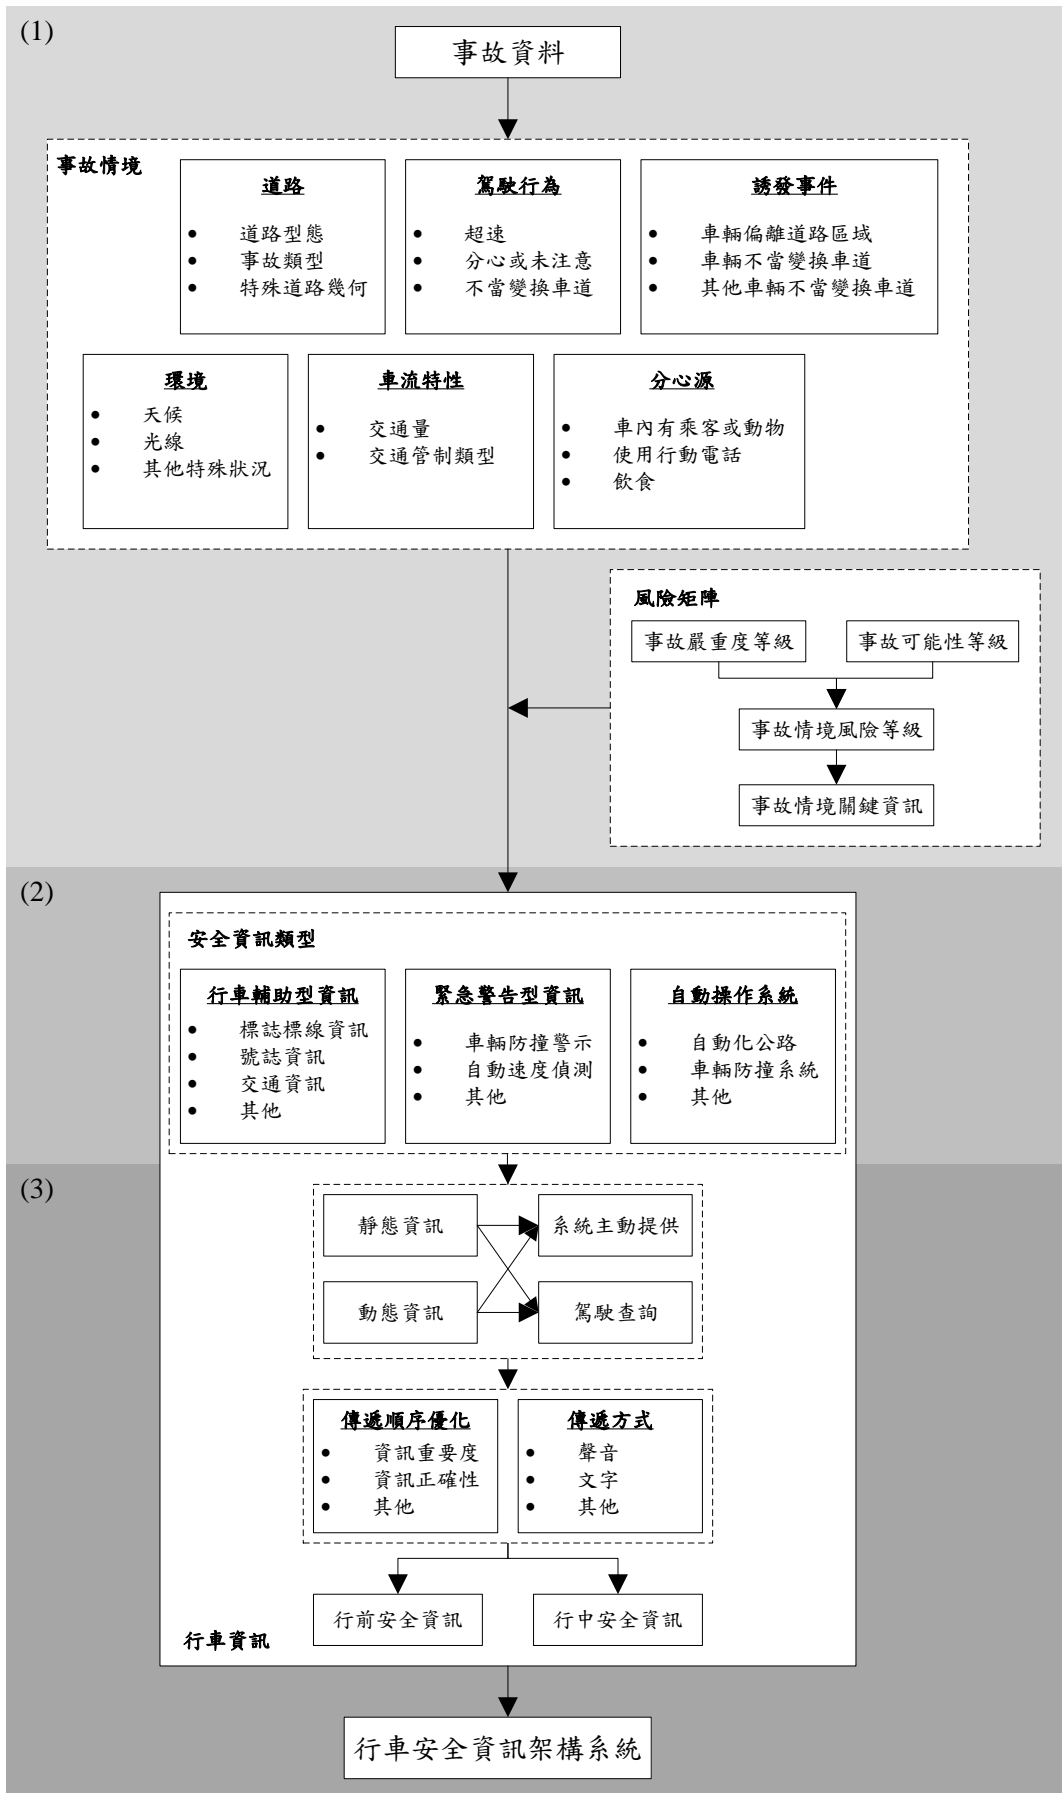 (1)
事故資料
事故情境
道路
• 道路型態
• 事故類型
• 特殊道路幾何
駕駛行為
• 超速
• 分心或未注意
• 不當變換車道
誘發事件
• 車輛偏離道路區域
• 車輛不當變換車道
• 其他車輛不當變換車道
環境
• 天候
• 光線
• 其他特殊狀況
車流特性
• 交通量
• 交通管制類型
分心源
• 車內有乘客或動物
• 使用行動電話
• 飲食
風險矩陣
事故嚴重度等級
事故可能性等級
事故情境風險等級
事故情境關鍵資訊
(2)
安全資訊類型
行車輔助型資訊
• 標誌標線資訊
• 號誌資訊
• 交通資訊
• 其他
緊急警告型資訊
• 車輛防撞警示
• 自動速度偵測
• 其他
自動操作系統
• 自動化公路
• 車輛防撞系統
• 其他
(3)
靜態資訊
系統主動提供
動態資訊
駕駛查詢
傳遞順序優化
• 資訊重要度
• 資訊正確性
• 其他
傳遞方式
• 聲音
• 文字
• 其他
行前安全資訊
行中安全資訊
行車資訊
行車安全資訊架構系統